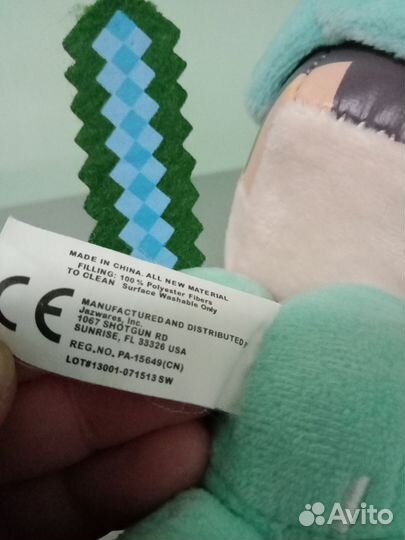 MADE IN CHINA. ALL NEW MATERIAL
FILLING: 100% Polyester Fibers
TO CLEAN Surface Washable Only
CE
MANUFACTURED AND DISTRIBUTED
Jazwares, Inc.
1067 SHOTGUN RD
SUNRISE, FL 33326 USA
REG.NO. PA-15649(CN)
LOT#13001-071513 SW
Avito